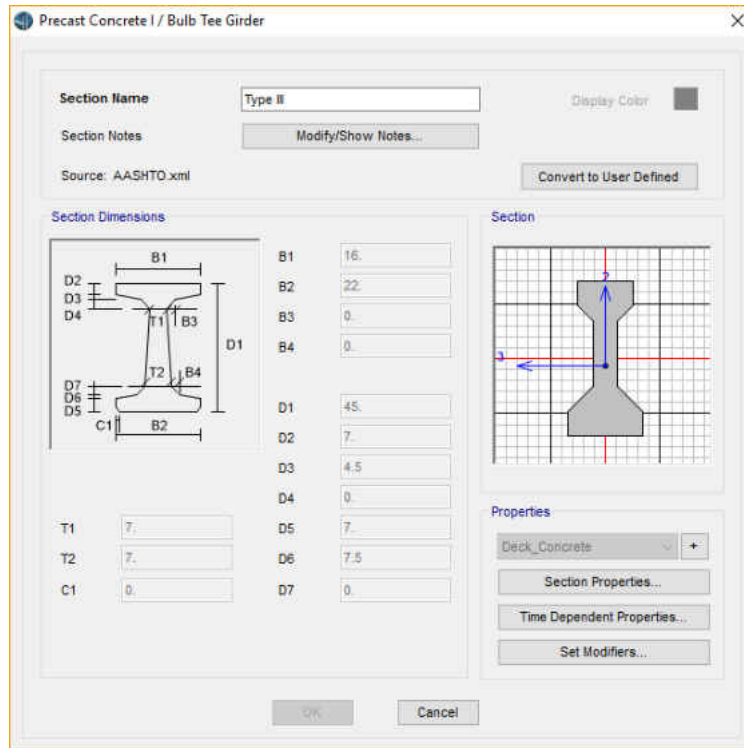 Precast Concrete I / Bulb Tee Girder
Section Name
Type III
Display Color
Section Notes
Modify/Show Notes...
Source: AASHTO.xml
Convert to User Defined
Section Dimensions
B1
D2
D3
D4
T1
B3
D1
T2
B4
D7
D6
D5
C1
B2
B1 16.
B2 22.
B3 0.
B4 0.
D1 45.
D2 7.
D3 4.5
D4 0.
T1 7.
D5 7.
T2 7.
D6 7.5
C1 0.
D7 0.
Section
2
3
Properties
Deck_Concrete
+
Section Properties...
Time Dependent Properties...
Set Modifiers...
OK
Cancel